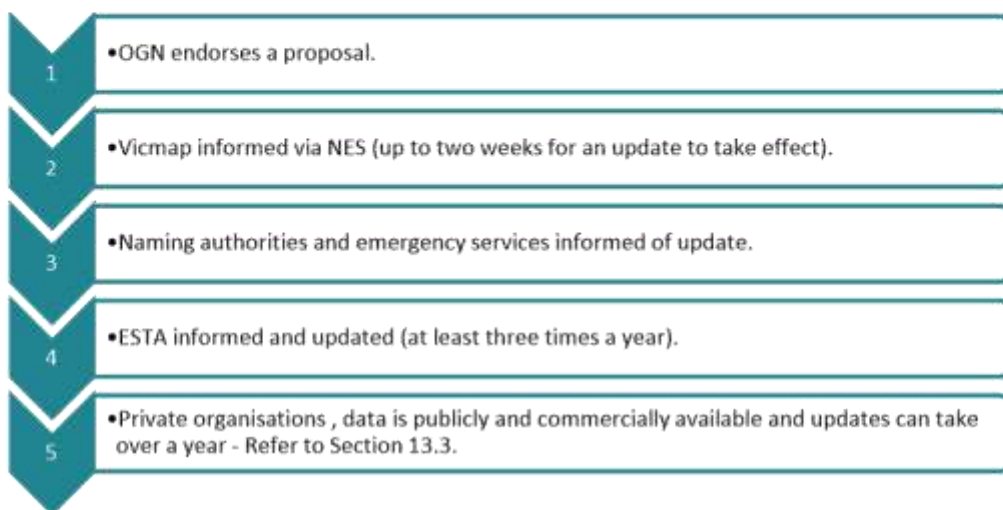 1
•OGN endorses a proposal.
2
•Vicmap informed via NES (up to two weeks for an update to take effect).
3
•Naming authorities and emergency services informed of update.
4
•ESTA informed and updated (at least three times a year).
5
•Private organisations , data is publicly and commercially available and updates can take
over a year - Refer to Section 13.3.